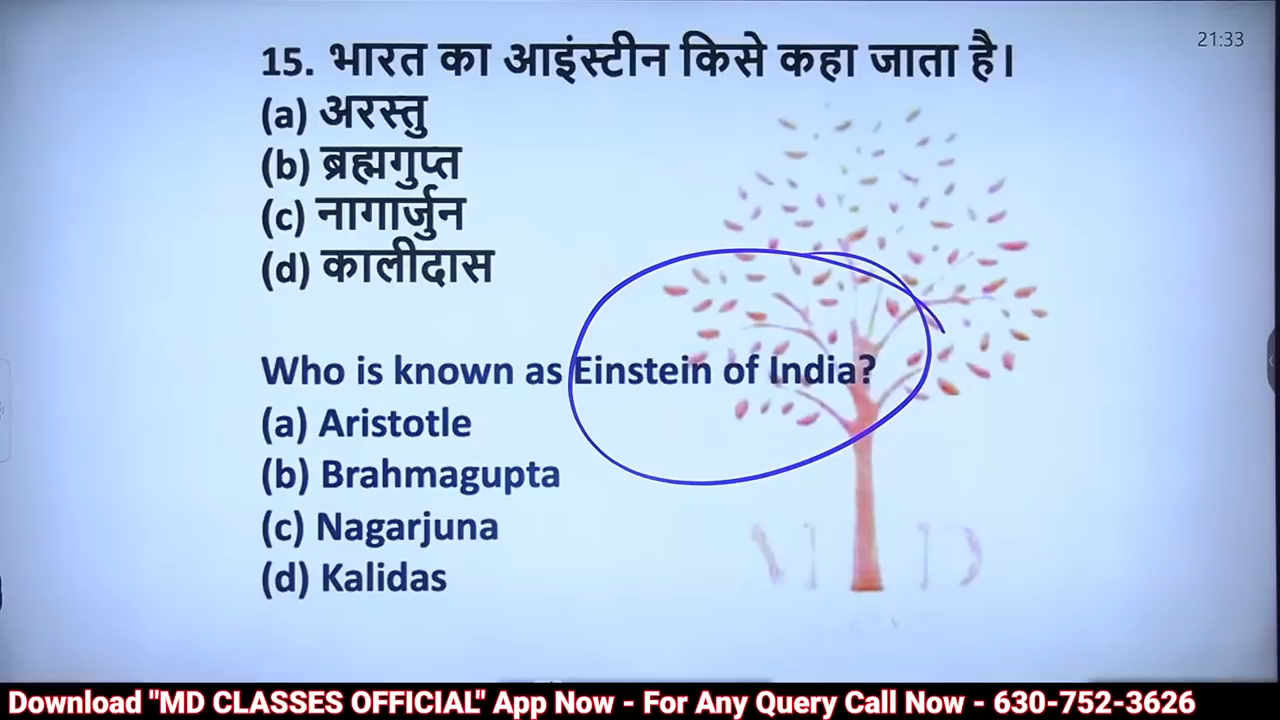 21:33
15. भारत का आइंस्टीन किसे कहा जाता है।
(a) अरस्तु
(b) ब्रह्मगुप्त
(c) नागार्जुन
(d) कालीदास
Who is known as Einstein of India?
(a) Aristotle
(b) Brahmagupta
(c) Nagarjuna
(d) Kalidas
M D
Download "MD CLASSES OFFICIAL" App Now - For Any Query Call Now - 630-752-3626